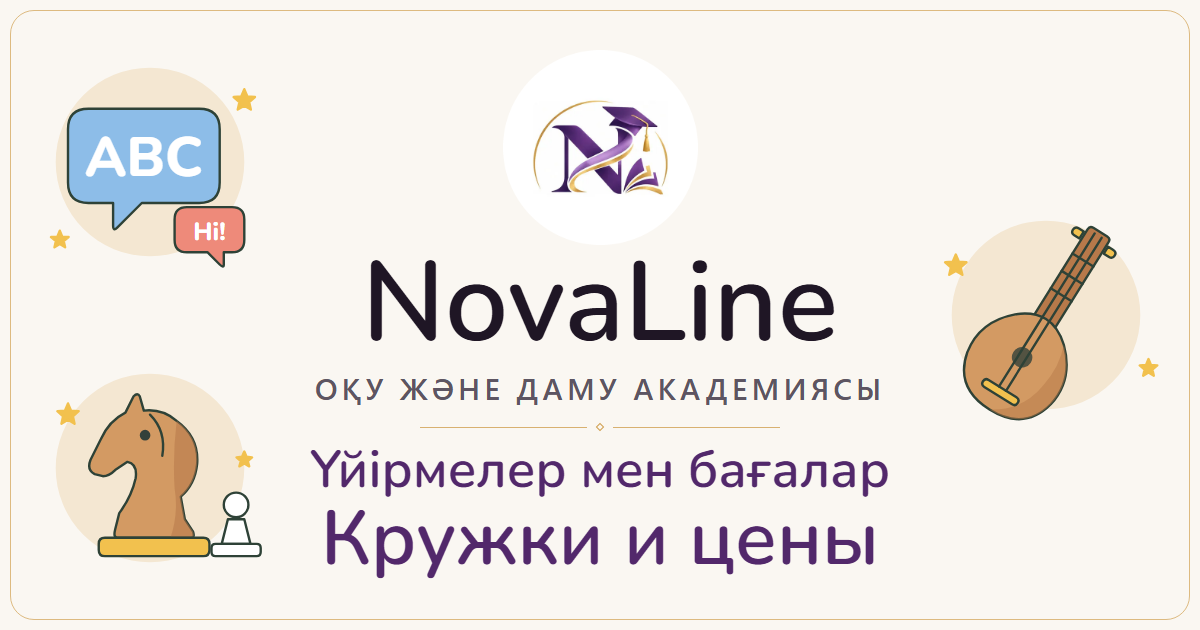 ABC
Hi!
N
NovaLine
ОҚУ ЖӘНЕ ДАМУ АКАДЕМИЯСЫ
Үйірмелер мен бағалар
Кружки и цены